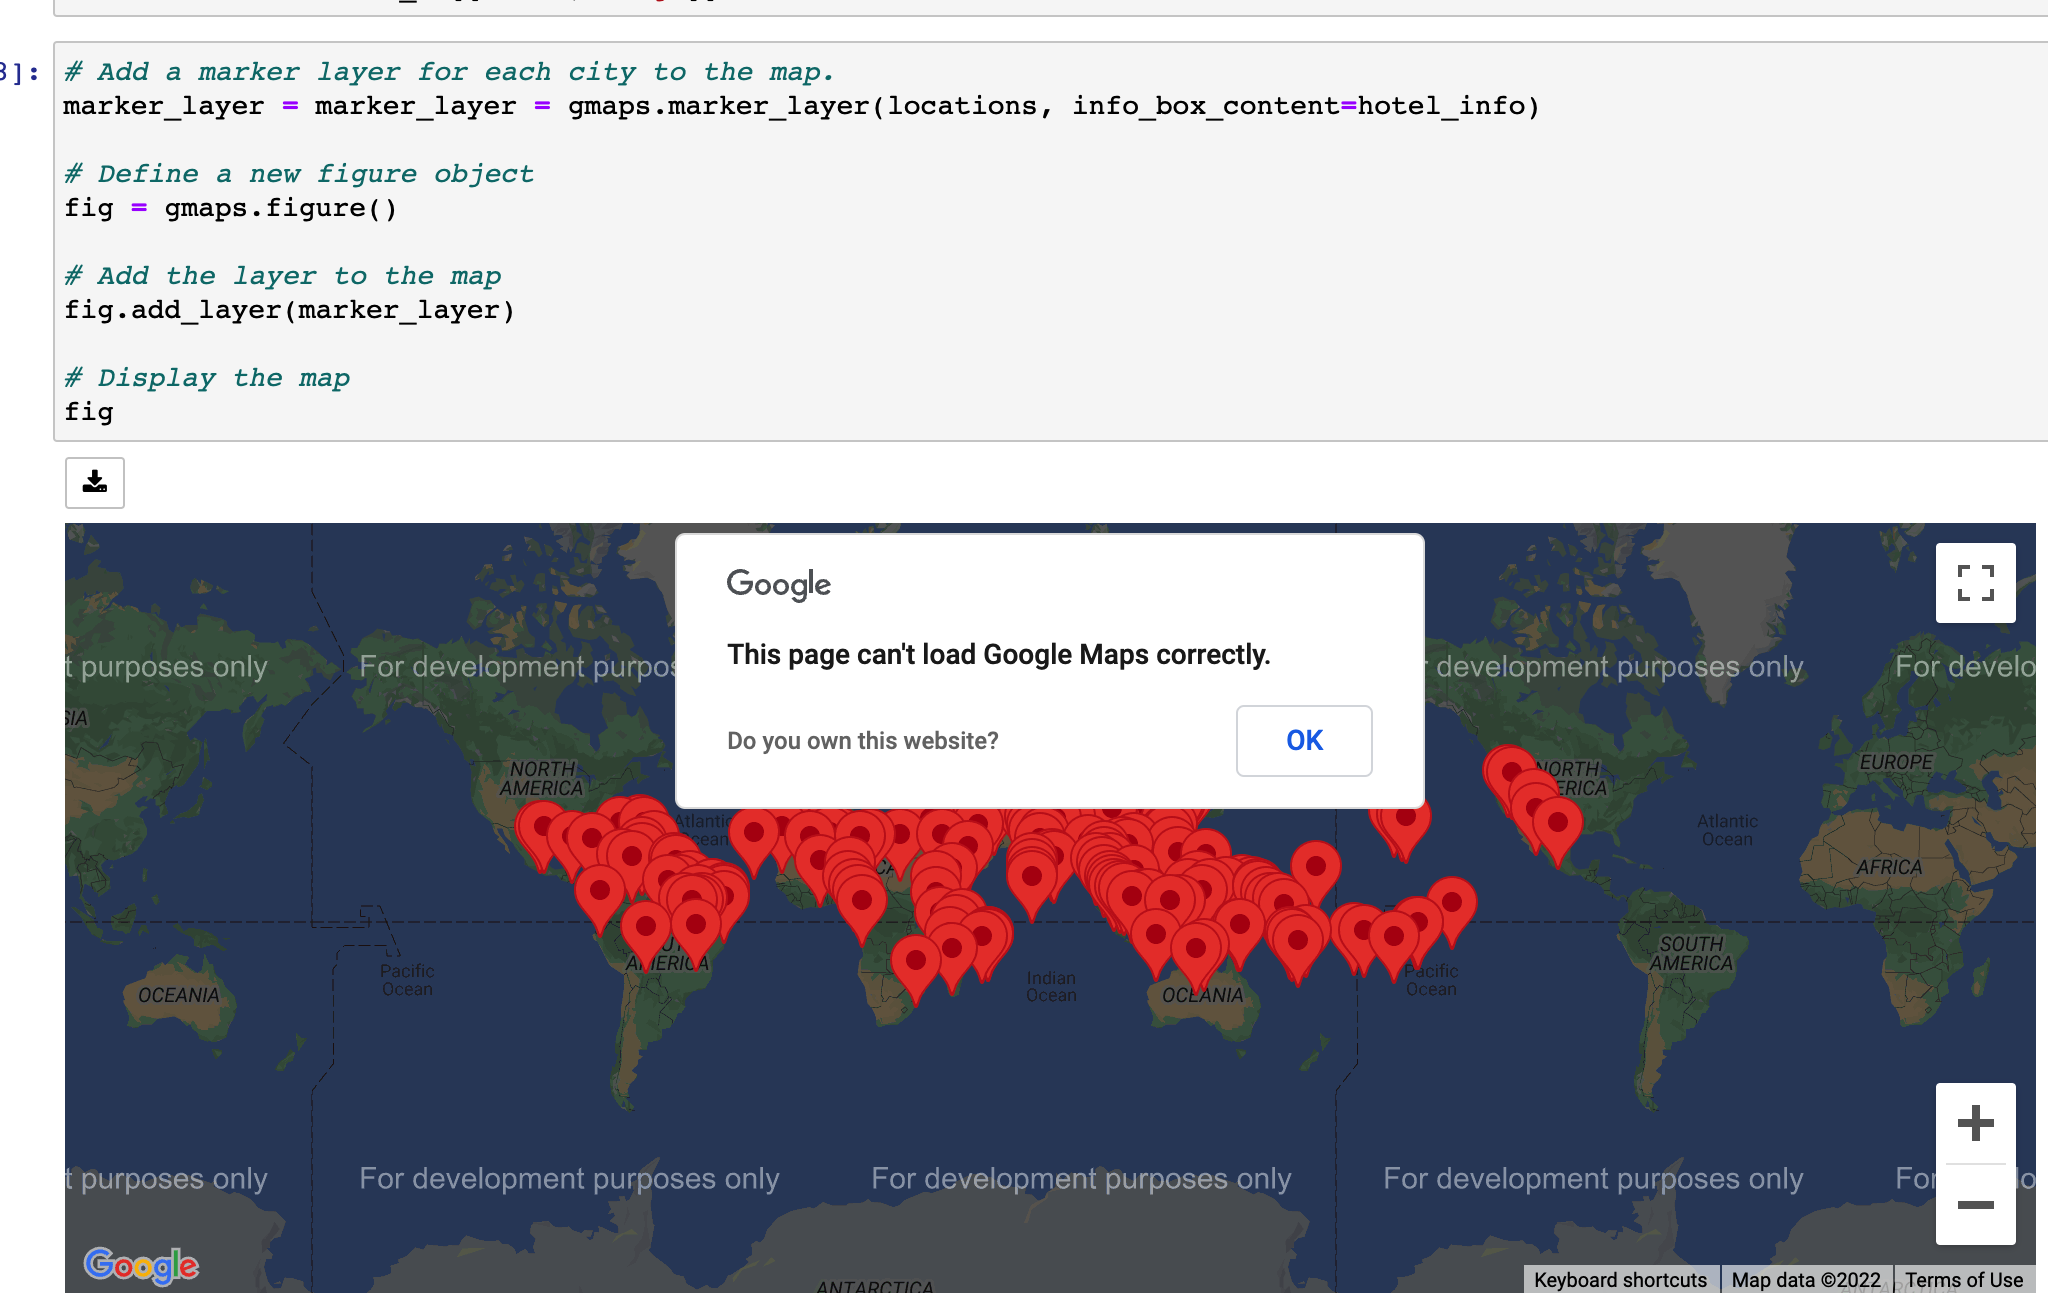 ]:
# Add a marker layer for each city to the map.
marker_layer = marker_layer = gmaps.marker_layer(locations, info_box_content=hotel_info)
# Define a new figure object
fig = gmaps.figure()
# Add the layer to the map
fig.add_layer(marker_layer)
# Display the map
fig
Google
This page can't load Google Maps correctly.
Do you own this website?
OK
t purposes only
For development purpos
development purposes only
For develo
SIA
NORTH
AMERICA
NORTH
ERICA
EUROPE
Atlantic
cean
Atlantic
Ocean
AFRICA
AMERICA
SOUTH
AMERICA
Pacific
Ocean
Indian
Ocean
Pacific
Ocean
OCEANIA
OCEANIA
t purposes only
For development purposes only
For development purposes only
For development purposes only
For
lo
Google
ANTARCTICA
Keyboard shortcuts
Map data ©2022
Terms of Use